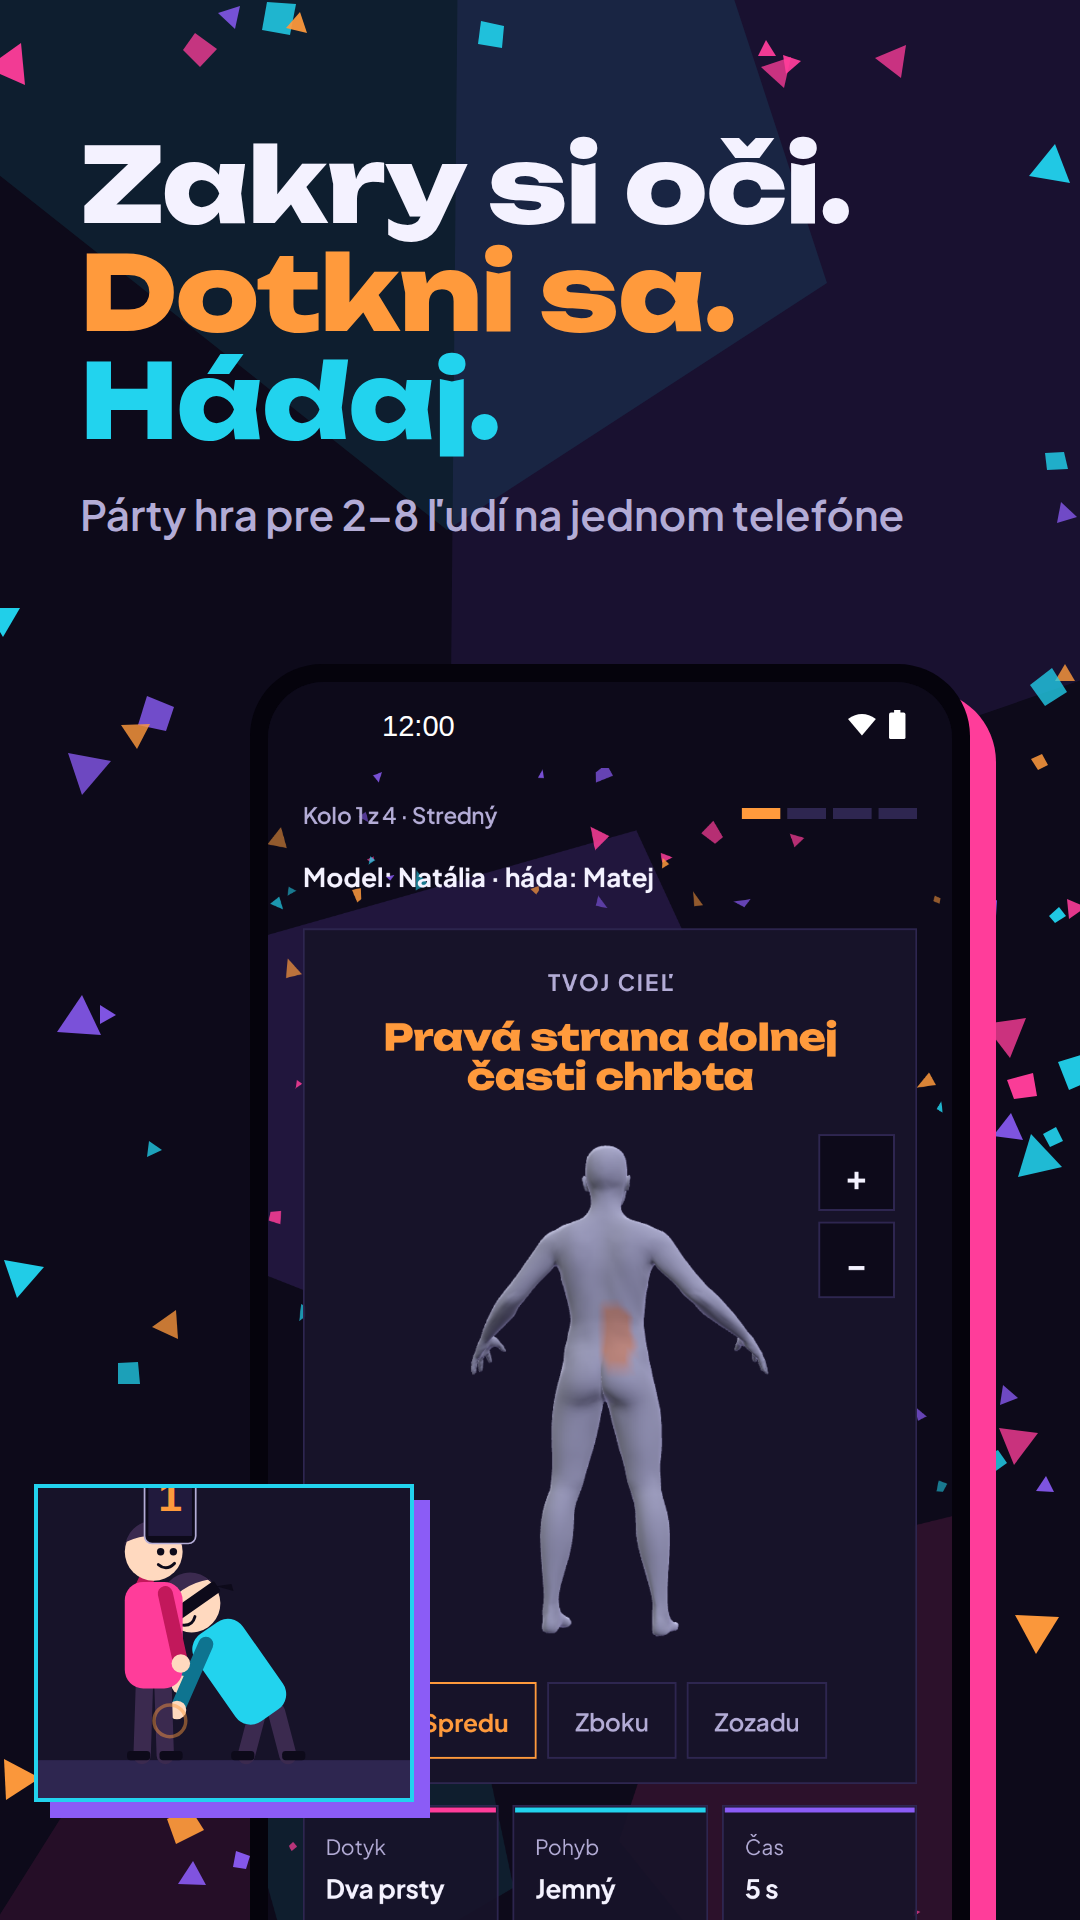 Zakry si oči.
Dotkni sa.
Hádaj.
Párty hra pre 2–8 ľudí na jednom telefóne
12:00
Kolo 1 z 4 · Stredný
Model: Natália · háda: Matej
TVOJ CIEĽ
Pravá strana dolnej
časti chrbta
+
−
1
Spredu Zboku Zozadu
Dotyk Pohyb Čas
Dva prsty Jemný 5 s